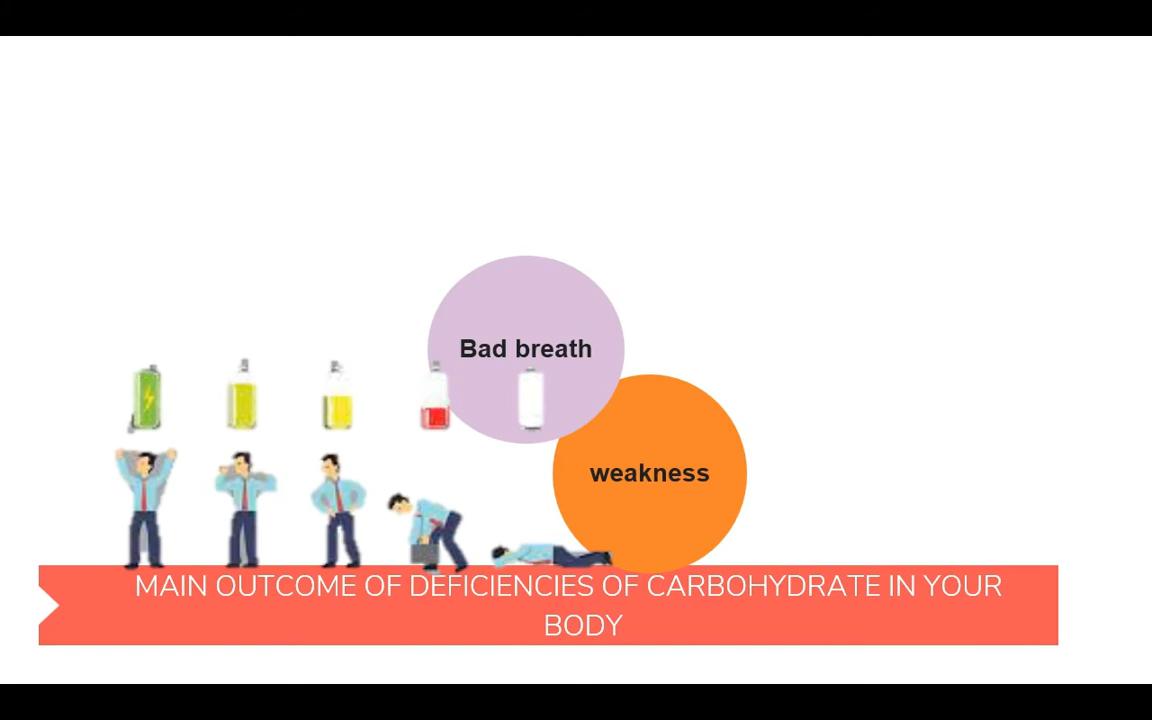 Bad breath
weakness
MAIN OUTCOME OF DEFICIENCIES OF CARBOHYDRATE IN YOUR
BODY